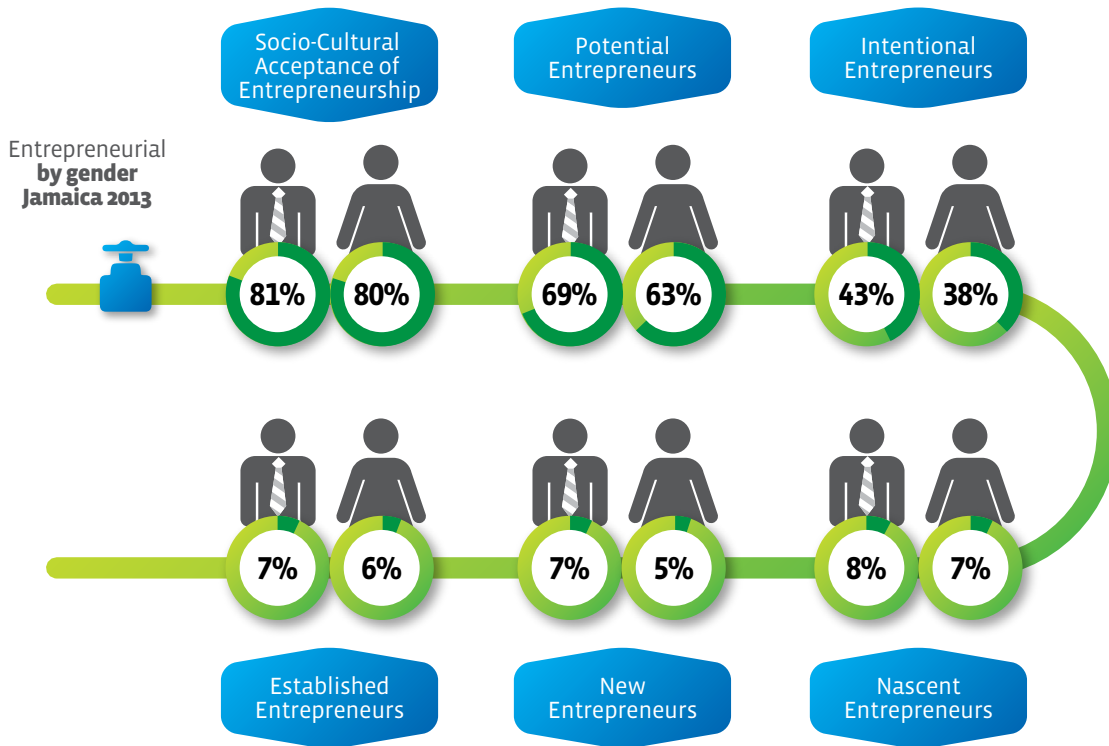 Socio-Cultural
Acceptance of
Entrepreneurship
Potential
Entrepreneurs
Intentional
Entrepreneurs
Entrepreneurial
by gender
Jamaica 2013
81%
80%
69%
63%
43%
38%
7%
6%
7%
5%
8%
7%
Established
Entrepreneurs
New
Entrepreneurs
Nascent
Entrepreneurs